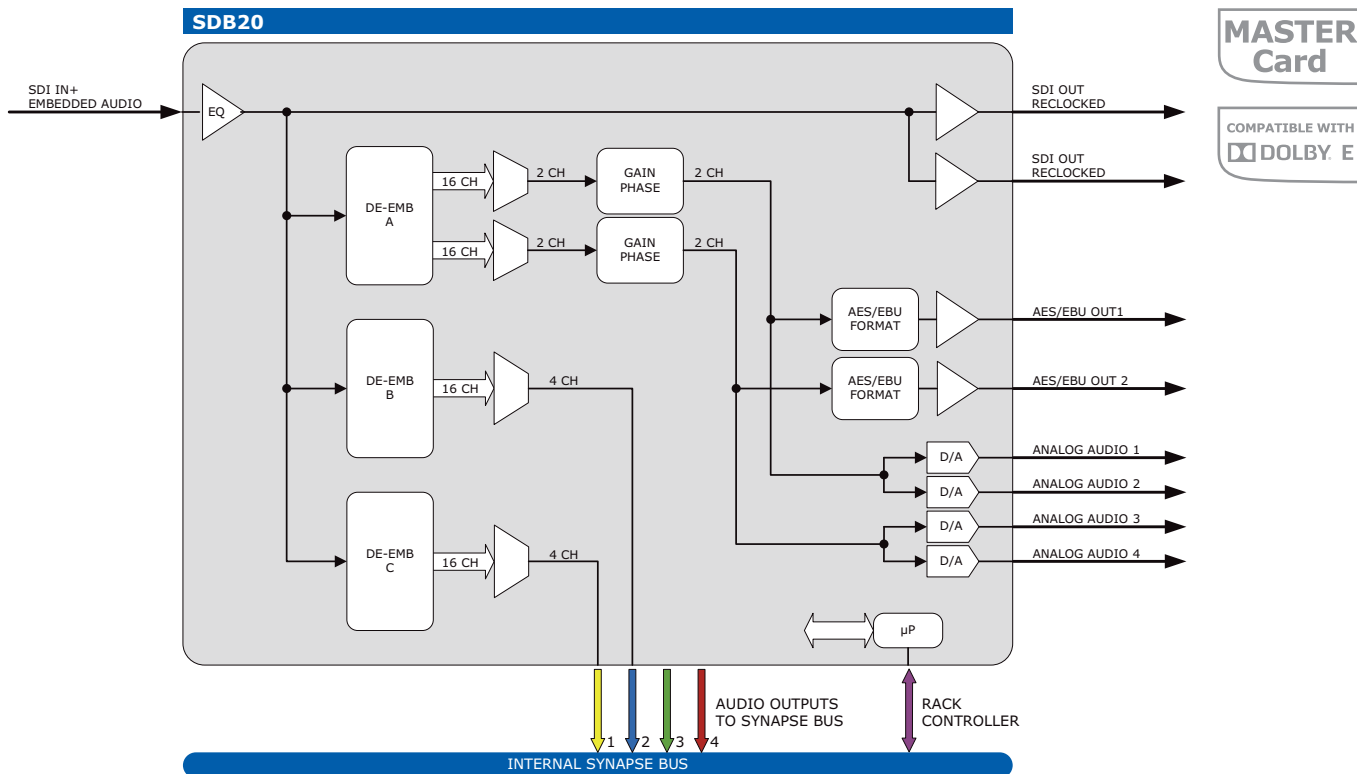 SDB20
MASTER
Card
COMPATIBLE WITH
DOLBY E
SDI IN+
EMBEDDED AUDIO
EQ
SDI OUT
RECLOCKED
SDI OUT
RECLOCKED
DE-EMB
A
16 CH
2 CH
GAIN
PHASE
2 CH
16 CH
2 CH
GAIN
PHASE
2 CH
AES/EBU
FORMAT
AES/EBU OUT1
AES/EBU
FORMAT
AES/EBU OUT 2
DE-EMB
B
16 CH
4 CH
D/A
ANALOG AUDIO 1
D/A
ANALOG AUDIO 2
D/A
ANALOG AUDIO 3
D/A
ANALOG AUDIO 4
DE-EMB
C
16 CH
4 CH
µP
1
2
3
4
AUDIO OUTPUTS
TO SYNAPSE BUS
RACK
CONTROLLER
INTERNAL SYNAPSE BUS